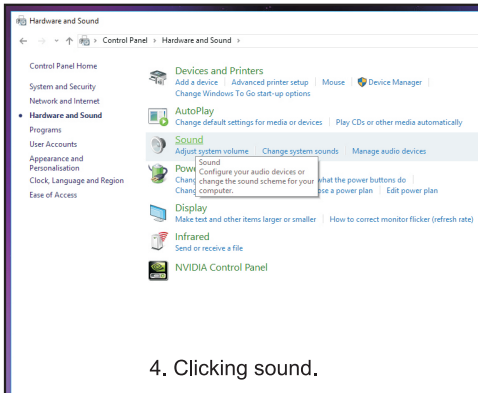 Hardware and Sound
Control Panel > Hardware and Sound >
Control Panel Home
System and Security
Network and Internet
Hardware and Sound
Programs
User Accounts
Appearance and
Personalisation
Clock, Language and Region
Ease of Access
Devices and Printers
Add a device | Advanced printer setup | Mouse | Device Manager |
Change Windows To Go start-up options
AutoPlay
Change default settings for media or devices | Play CDs or other media automatically
Sound
Adjust system volume | Change system sounds | Manage audio devices
Sound
Configure your audio devices or
change the sound scheme for your
computer.
what the power buttons do |
a power plan | Edit power plan
Display
Make text and other items larger or smaller | How to correct monitor flicker (refresh rate)
Infrared
Send or receive a file
NVIDIA Control Panel
4. Clicking sound.